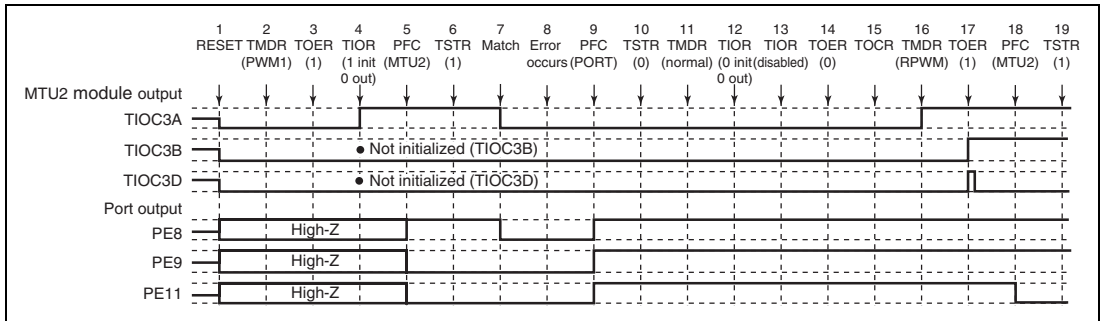 1 2 3 4 5 6 7 8 9 10 11 12 13 14 15 16 17 18 19
RESET TMDR TOER TIOR PFC TSTR Match Error PFC TSTR TMDR TIOR TIOR TOER TOCR TMDR TOER PFC TSTR
(PWM1) (1) (1 init (MTU2) (1) occurs (PORT) (0) (normal) (0 init (disabled) (0) (RPWM) (1) (MTU2) (1)
0 out) 0 out)
MTU2 module output
TIOC3A
TIOC3B • Not initialized (TIOC3B)
TIOC3D • Not initialized (TIOC3D)
Port output
PE8 High-Z
PE9 High-Z
PE11 High-Z